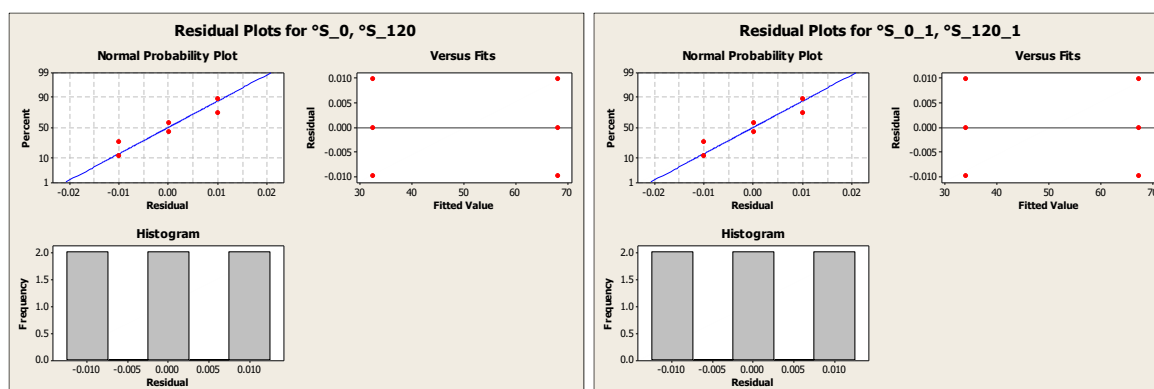 Residual Plots for °S_0, °S_120
Normal Probability Plot
Versus Fits
99
90
50
10
1
Percent
-0.02 -0.01 0.00 0.01 0.02
Residual
0.010
0.005
0.000
-0.005
-0.010
Residual
30 40 50 60 70
Fitted Value
Histogram
2.0
1.5
1.0
0.5
0.0
Frequency
-0.010 -0.005 0.000 0.005 0.010
Residual
Residual Plots for °S_0_1, °S_120_1
Normal Probability Plot
Versus Fits
99
90
50
10
1
Percent
-0.02 -0.01 0.00 0.01 0.02
Residual
0.010
0.005
0.000
-0.005
-0.010
Residual
30 40 50 60 70
Fitted Value
Histogram
2.0
1.5
1.0
0.5
0.0
Frequency
-0.010 -0.005 0.000 0.005 0.010
Residual